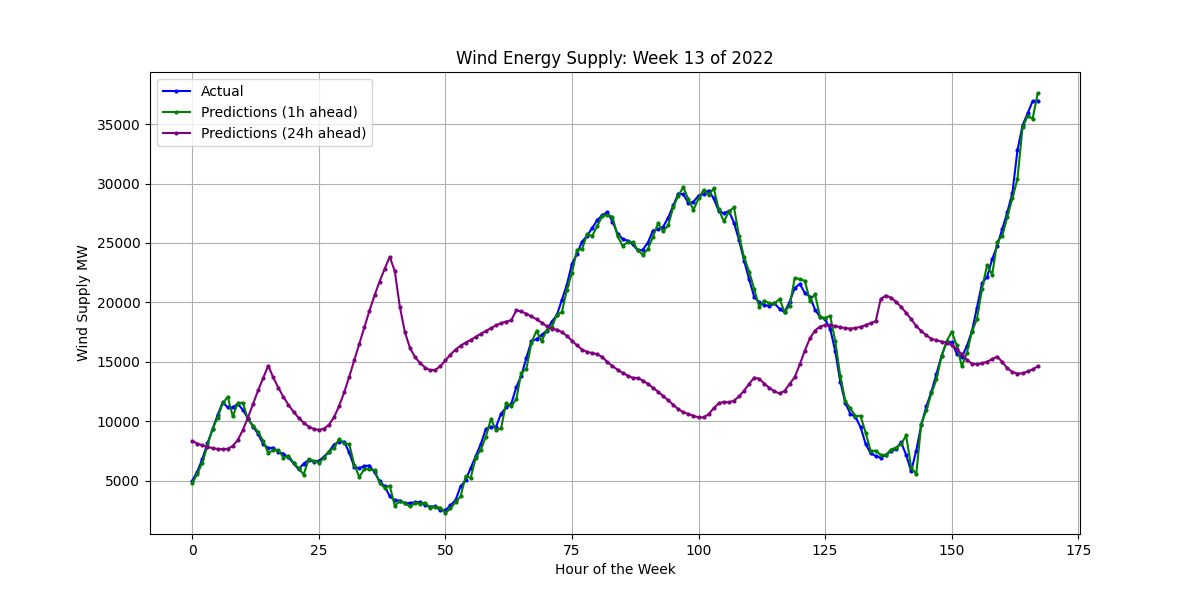 Wind Energy Supply: Week 13 of 2022
Actual
Predictions (1h ahead)
Predictions (24h ahead)
35000
30000
25000
20000
15000
10000
5000
Wind Supply MW
0 25 50 75 100 125 150 175
Hour of the Week